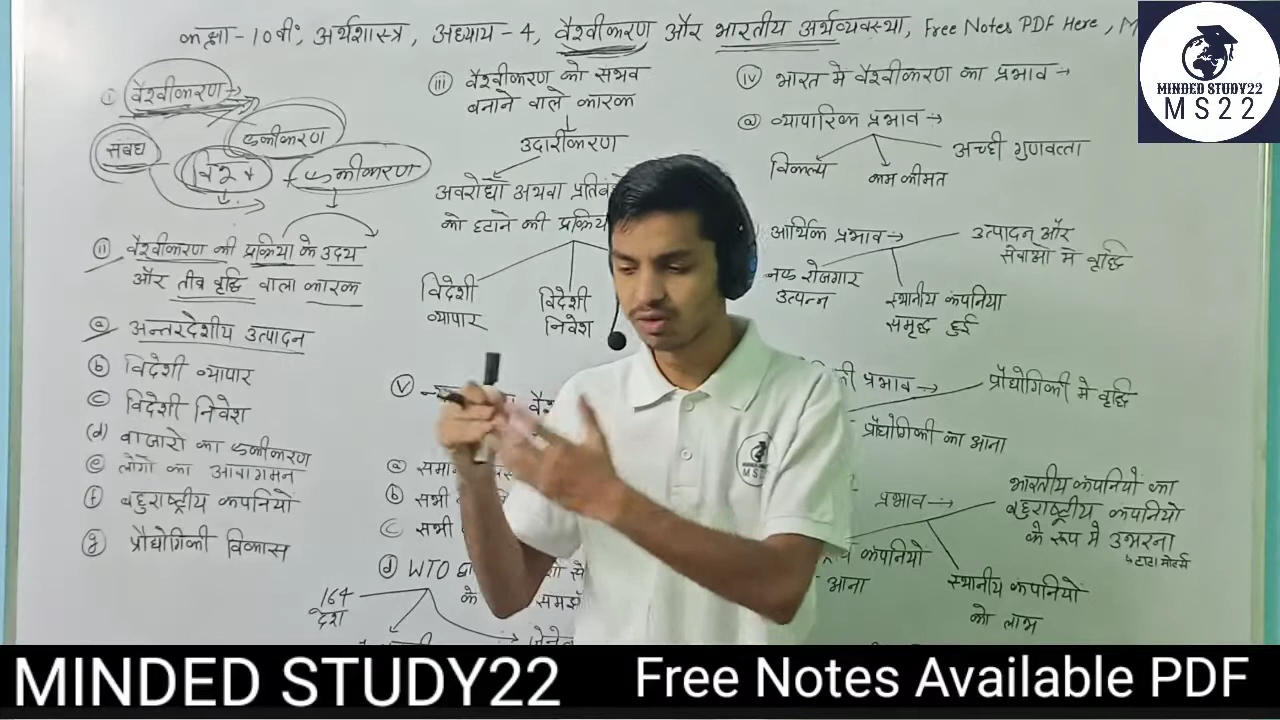 कक्षा-10वीं, अर्थशास्त्र, अध्याय-4, वैश्वीकरण और भारतीय अर्थव्यवस्था, Free Notes PDF Here, M
MINDED STUDY22
MS22
i वैश्वीकरण →
एकीकरण
संबंध
विश्व + एकीकरण
(ii) वैश्वीकरण की प्रक्रिया के उदय
और तीव्र वृद्धि वाला कारक
(a) अन्तरदेशीय उत्पादन
(b) विदेशी व्यापार
(c) विदेशी निवेश
(d) बाजारो का एकीकरण
(e) लोगो का आवागमन
(f) बहुराष्ट्रीय कंपनियों
(g) प्रौद्योगिकी विकास
(iii) वैश्वीकरण को संभव
बनाने वाले कारक
उदारीकरण
अवरोधों अथवा
को हटाने की प्रक्रिया
विदेशी
व्यापार
विदेशी
निवेश
(v)
(a)
(b) सभी
(c) सभी
(d) WTO
के
164
देश
(iv) भारत मे वैश्वीकरण का प्रभाव →
(a) व्यापारिक प्रभाव →
विकल्प
कम कीमत
अच्छी गुणवत्ता
आर्थिक प्रभाव →
उत्पादन और
सेवाओ मे वृद्धि
रोजगार
उत्पन्न
स्थानीय कंपनिया
समृद्ध हुई
प्रभाव →
प्रौद्योगिकी मे वृद्धि
प्रौद्योगिकी का आना
प्रभाव →
भारतीय कंपनियों का
बहुराष्ट्रीय कंपनियो
के रूप मे उभरना
टाटा मोटर्स
कंपनियो
आना
स्थानीय कंपनियो
को लाभ
MS22
MINDED STUDY22
Free Notes Available PDF